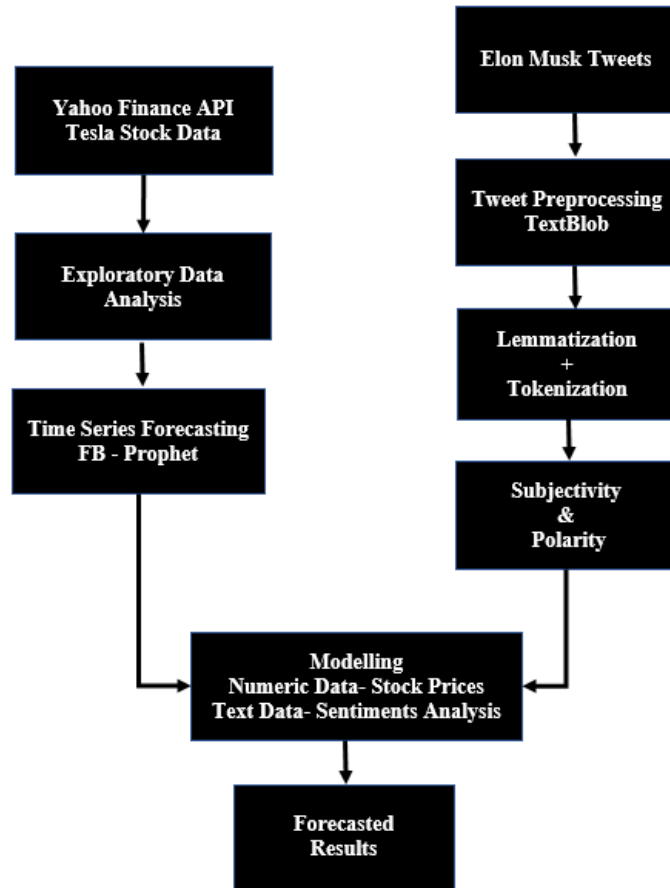 Yahoo Finance API
Tesla Stock Data
Exploratory Data
Analysis
Time Series Forecasting
FB - Prophet
Elon Musk Tweets
Tweet Preprocessing
TextBlob
Lemmatization
+
Tokenization
Subjectivity
&
Polarity
Modelling
Numeric Data- Stock Prices
Text Data- Sentiments Analysis
Forecasted
Results